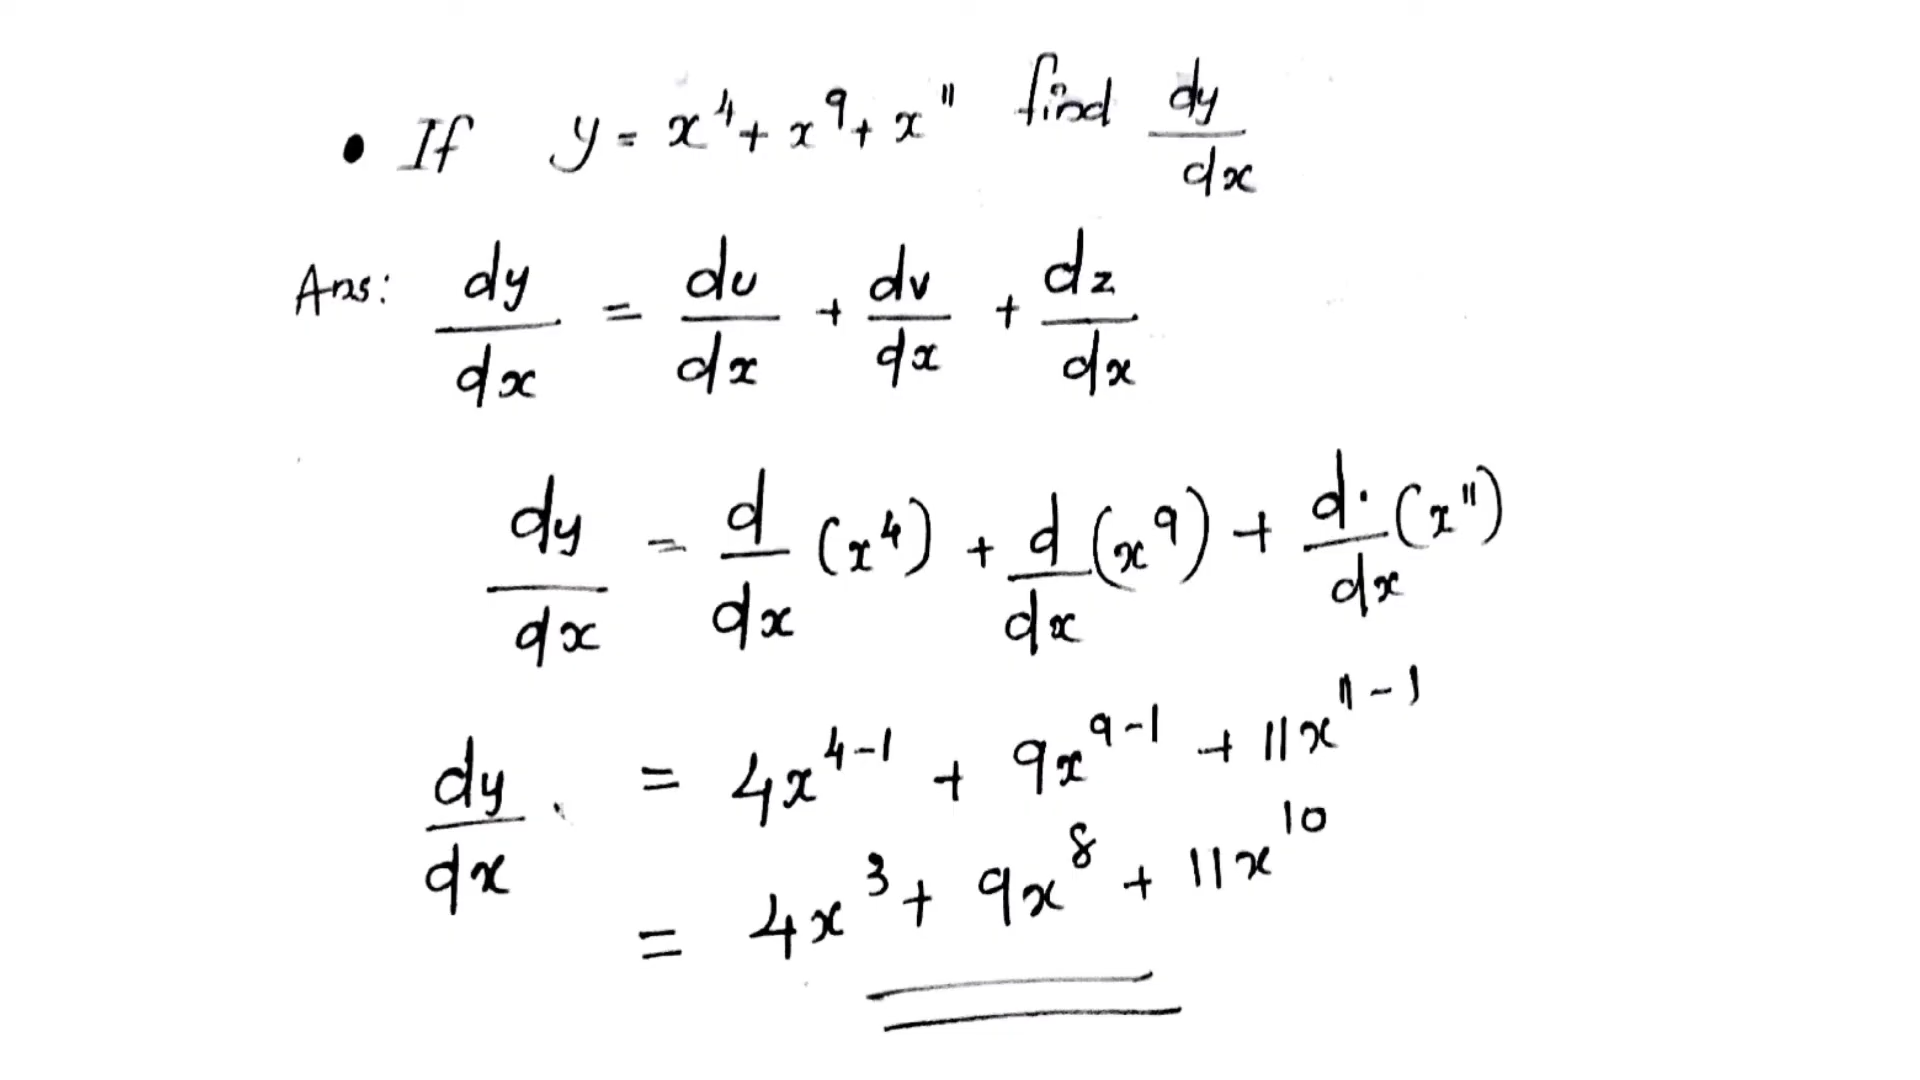 • If y = x⁴ + x⁹ + x¹¹ find dy/dx
Ans: dy/dx = du/dx + dv/dx + dz/dx
dy/dx = d/dx (x⁴) + d/dx (x⁹) + d/dx (x¹¹)
dy/dx = 4x⁴⁻¹ + 9x⁹⁻¹ + 11x¹¹⁻¹
= 4x³ + 9x⁸ + 11x¹⁰